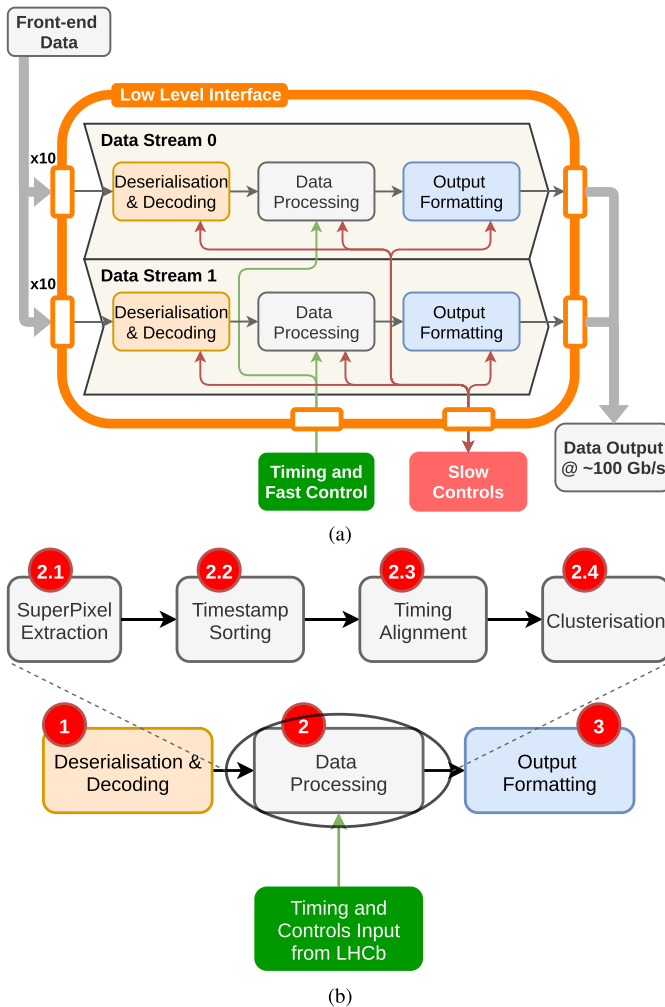 Front-end
Data
Low Level Interface
x10
Data Stream 0
Deserialisation
& Decoding
Data
Processing
Output
Formatting
x10
Data Stream 1
Deserialisation
& Decoding
Data
Processing
Output
Formatting
Timing and
Fast Control
Slow
Controls
Data Output
@ ~100 Gb/s
(a)
2.1
SuperPixel
Extraction
2.2
Timestamp
Sorting
2.3
Timing
Alignment
2.4
Clusterisation
1
Deserialisation &
Decoding
2
Data
Processing
3
Output
Formatting
Timing and
Controls Input
from LHCb
(b)